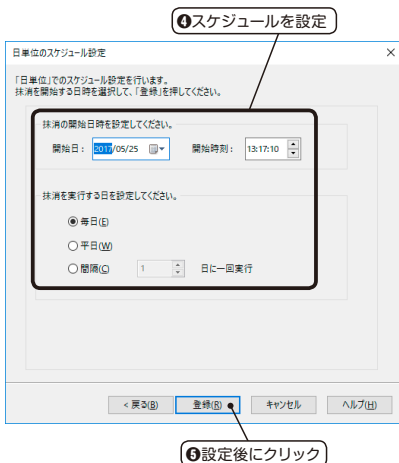 ❹スケジュールを設定
日単位のスケジュール設定
「日単位」でのスケジュール設定を行います。
抹消を開始する日時を選択して、「登録」を押してください。
抹消の開始日時を設定してください。
開始日： 2017/05/25 開始時刻： 13:17:10
抹消を実行する日を設定してください。
毎日(E)
平日(W)
間隔(C) 1 日に一回実行
< 戻る(B) 登録(R) キャンセル ヘルプ(H)
❺設定後にクリック